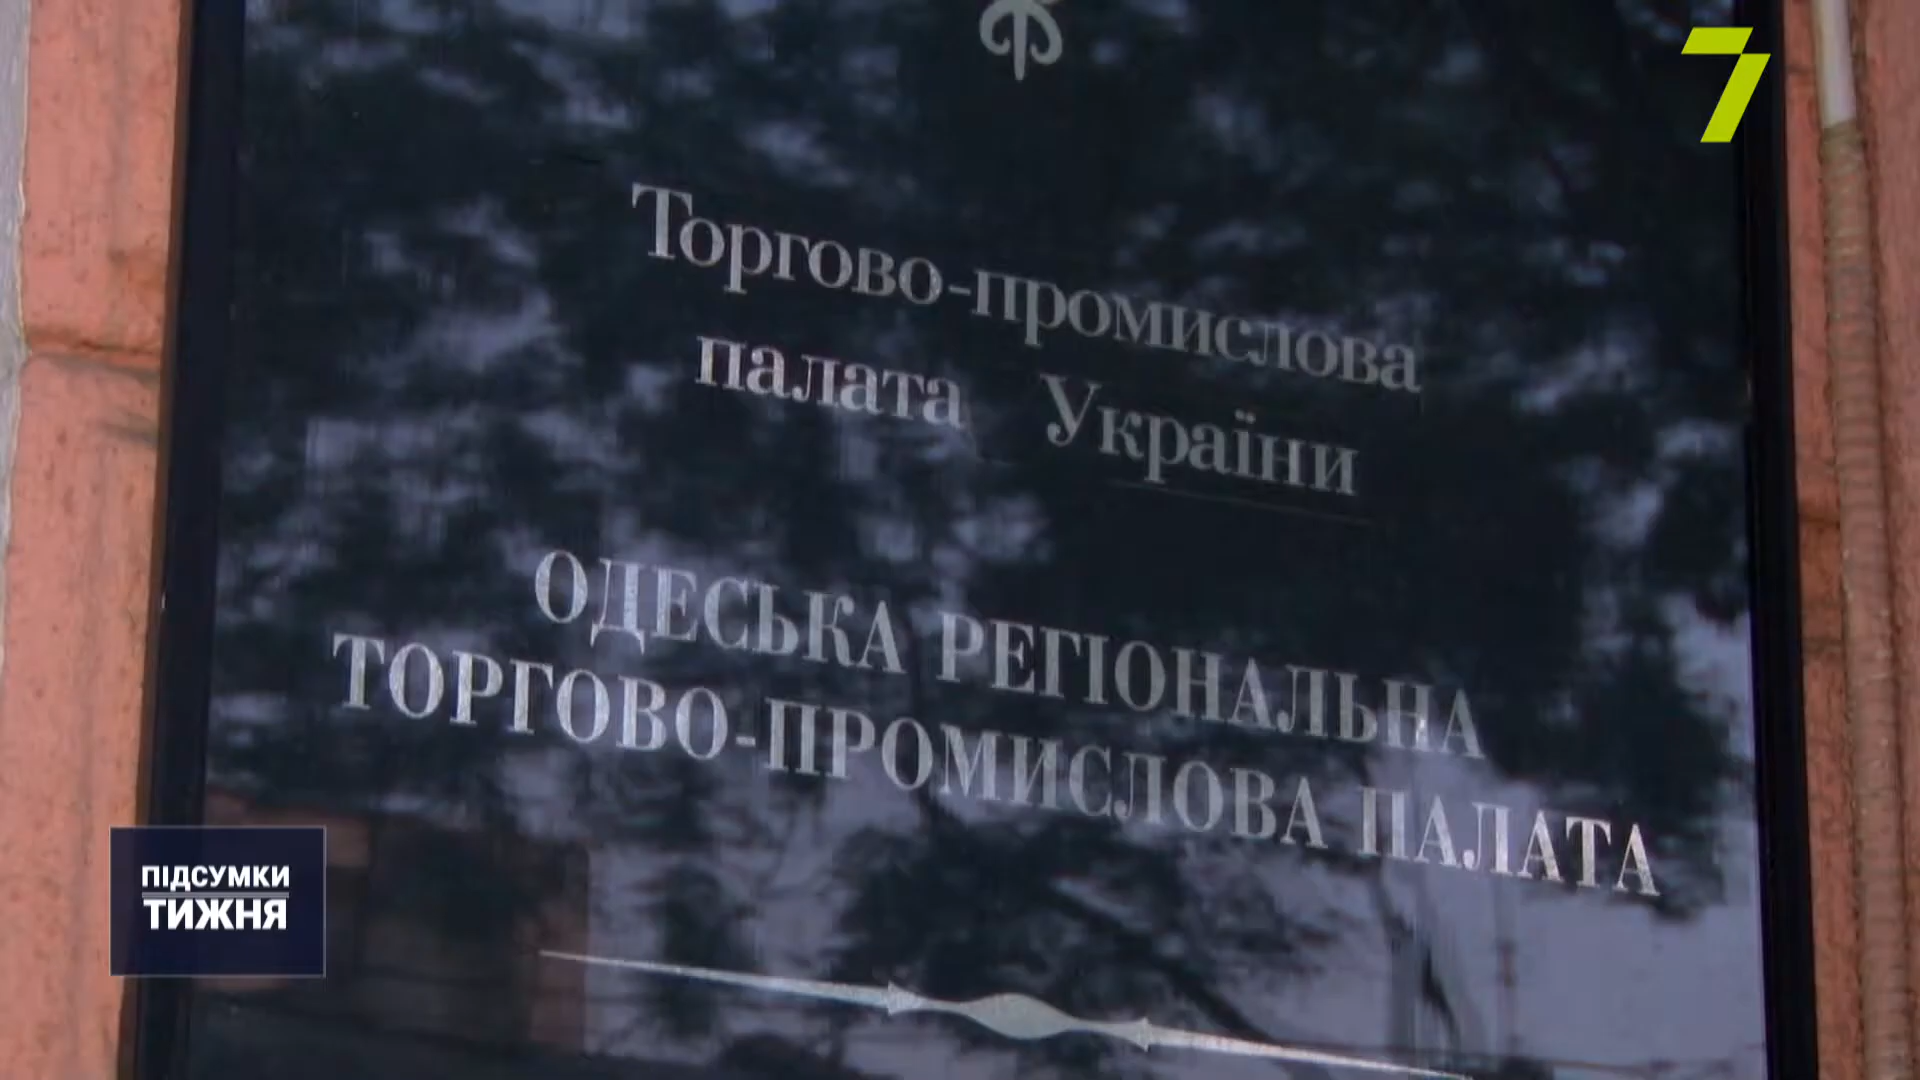 7
Торгово-промислова
палата України
ОДЕСЬКА РЕГІОНАЛЬНА
ТОРГОВО-ПРОМИСЛОВА ПАЛАТА
ПІДСУМКИ
ТИЖНЯ